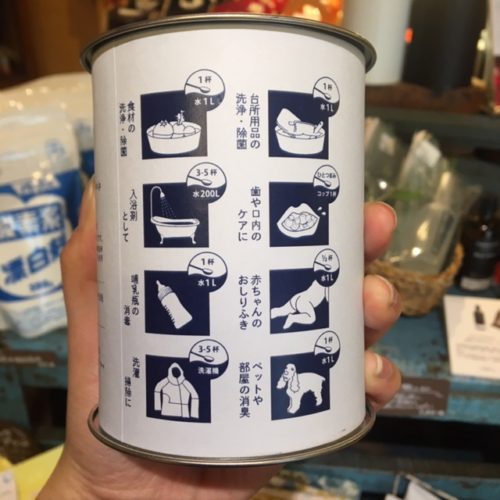 1杯
水1L
食材の
洗浄・除菌
1杯
水1L
台所用品の
洗浄・除菌
3-5杯
水200L
入浴剤
として
ひとつまみ
コップ1杯
歯や口内の
ケアに
1杯
水1L
哺乳瓶の
消毒
½杯
水1L
赤ちゃんの
おしりふき
3-5杯
洗濯機
洗濯
掃除に
1杯
水1L
ペットや
部屋の消臭
漂白剤